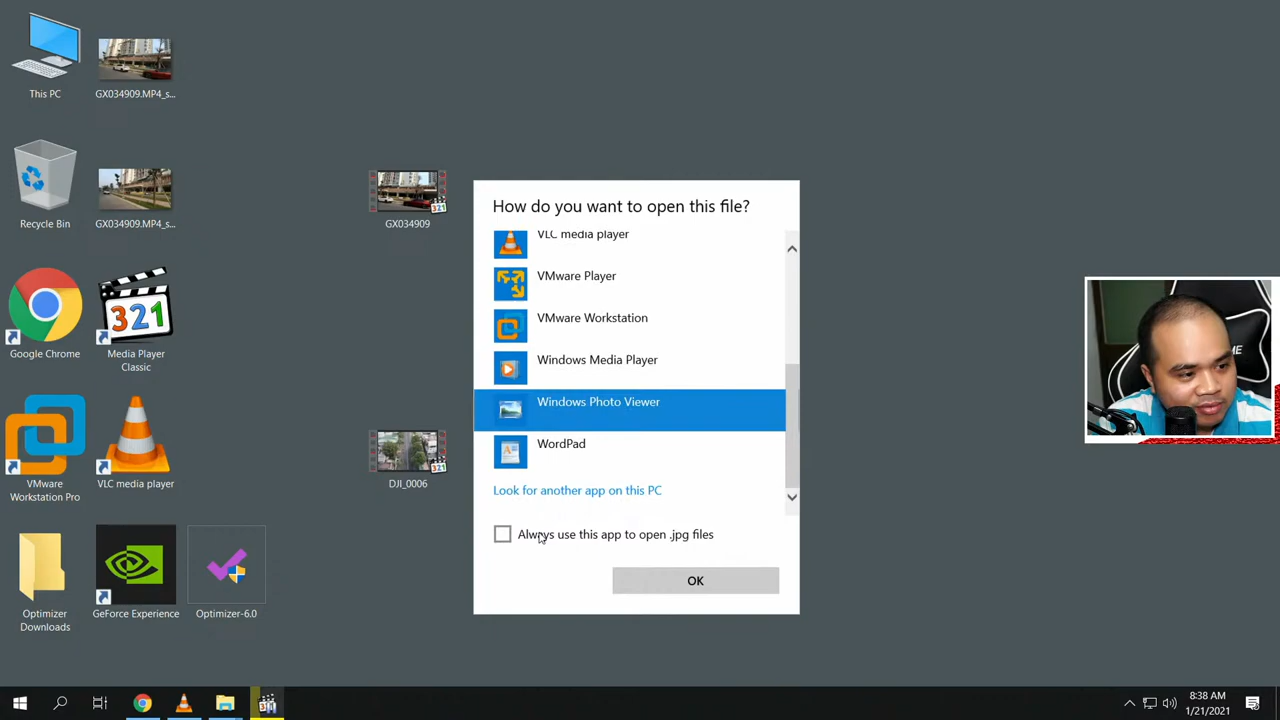 This PC
GX034909.MP4_s...
Recycle Bin
GX034909.MP4_s...
Google Chrome
321
Media Player
Classic
VMware
Workstation Pro
VLC media player
Optimizer
Downloads
GeForce Experience
Optimizer-6.0
321
GX034909
321
DJI_0006
How do you want to open this file?
VLC media player
VMware Player
VMware Workstation
Windows Media Player
Windows Photo Viewer
WordPad
Look for another app on this PC
Always use this app to open .jpg files
OK
8:38 AM
1/21/2021